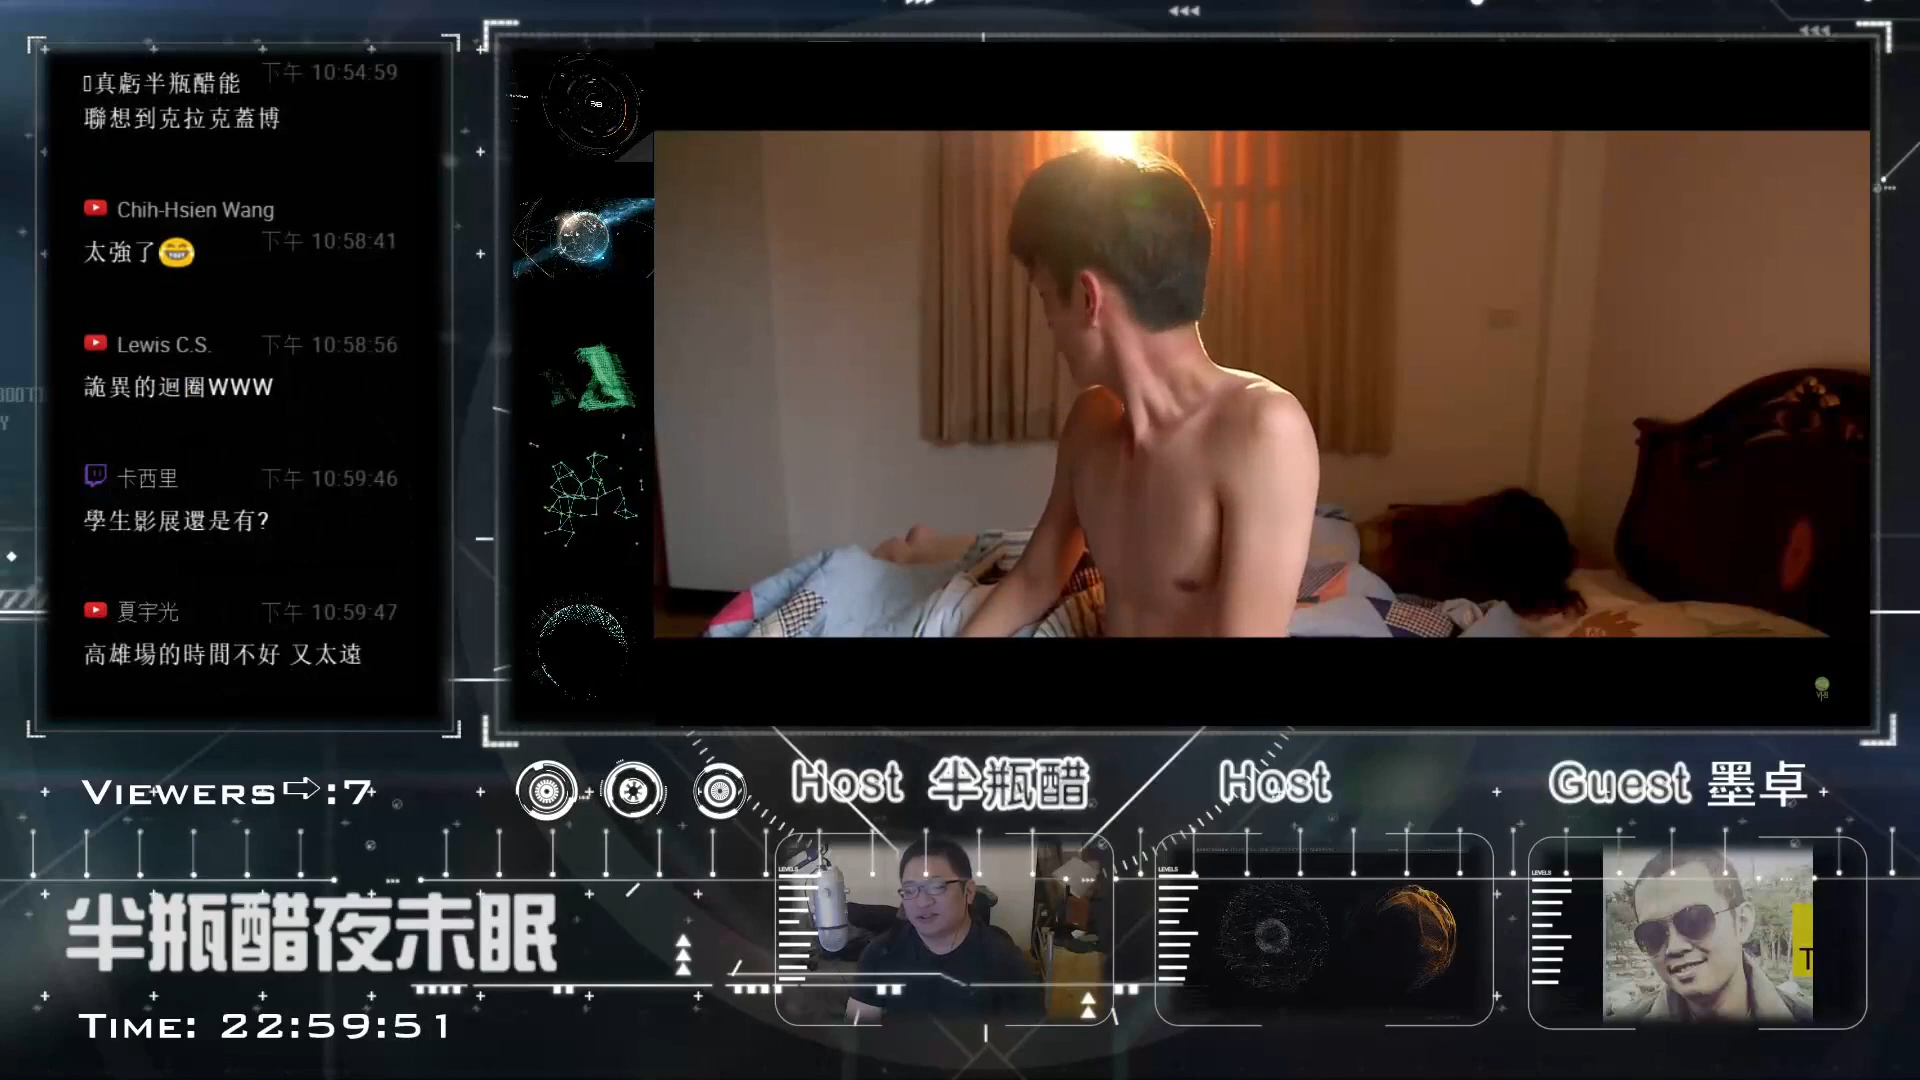 下午 10:54:59
真虧半瓶醋能
聯想到克拉克蓋博
Chih-Hsien Wang
下午 10:58:41
太強了😂
Lewis C.S.
下午 10:58:56
詭異的迴圈WWW
卡西里
下午 10:59:46
學生影展還是有?
夏宇光
下午 10:59:47
高雄場的時間不好 又太遠
VIEWERS➩:7
Host 半瓶醋
Host
Guest 墨卓
LEVELS
LEVELS
LEVELS
T
半瓶醋夜未眠
TIME: 22:59:51